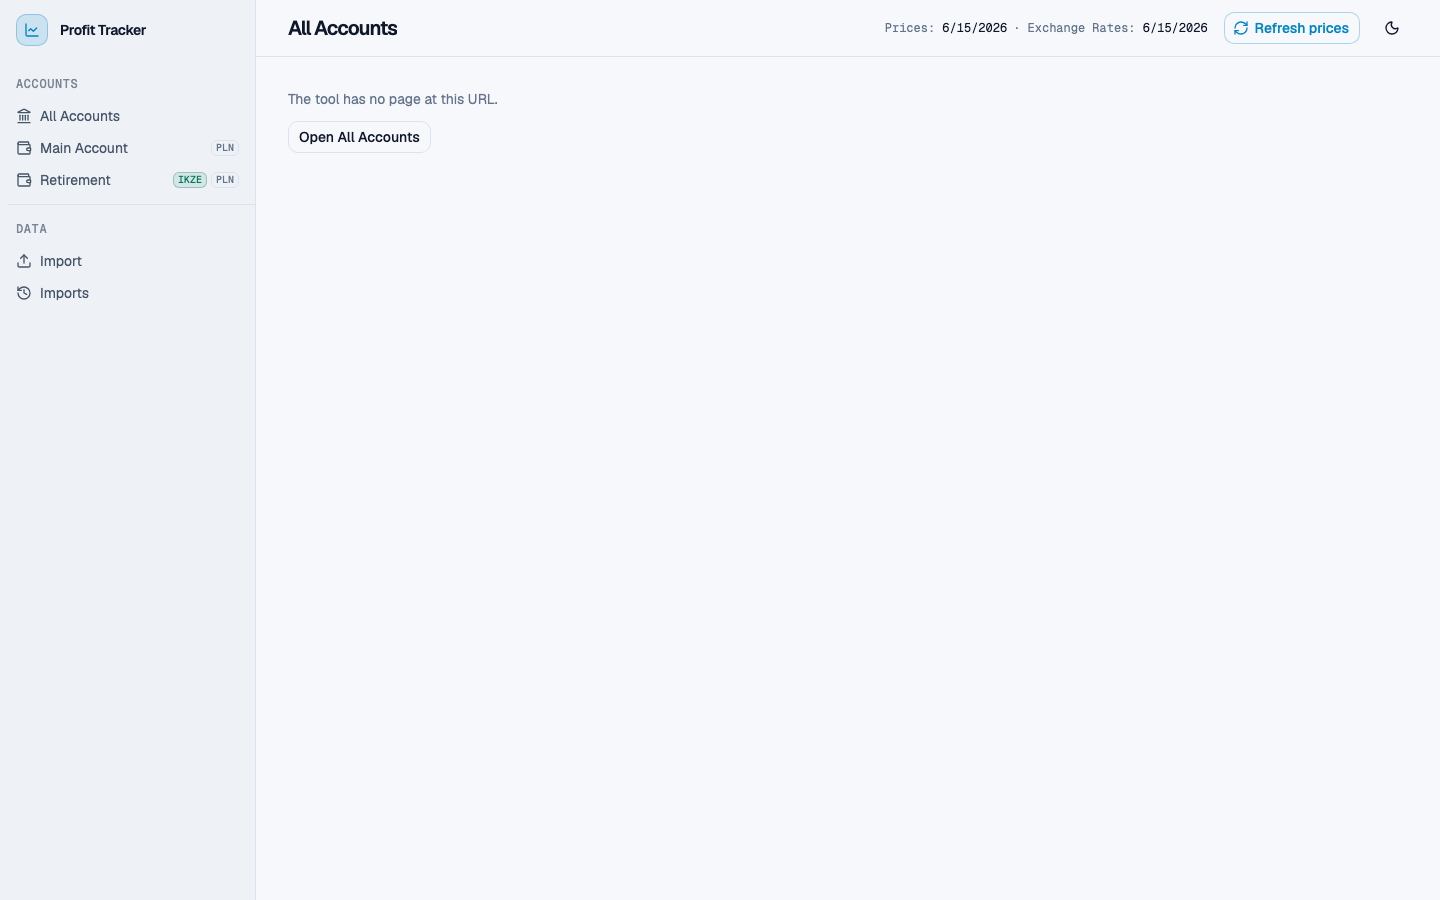 Profit Tracker
ACCOUNTS
All Accounts
Main Account PLN
Retirement IKZE PLN
DATA
Import
Imports
All Accounts
Prices: 6/15/2026 · Exchange Rates: 6/15/2026
Refresh prices
The tool has no page at this URL.
Open All Accounts